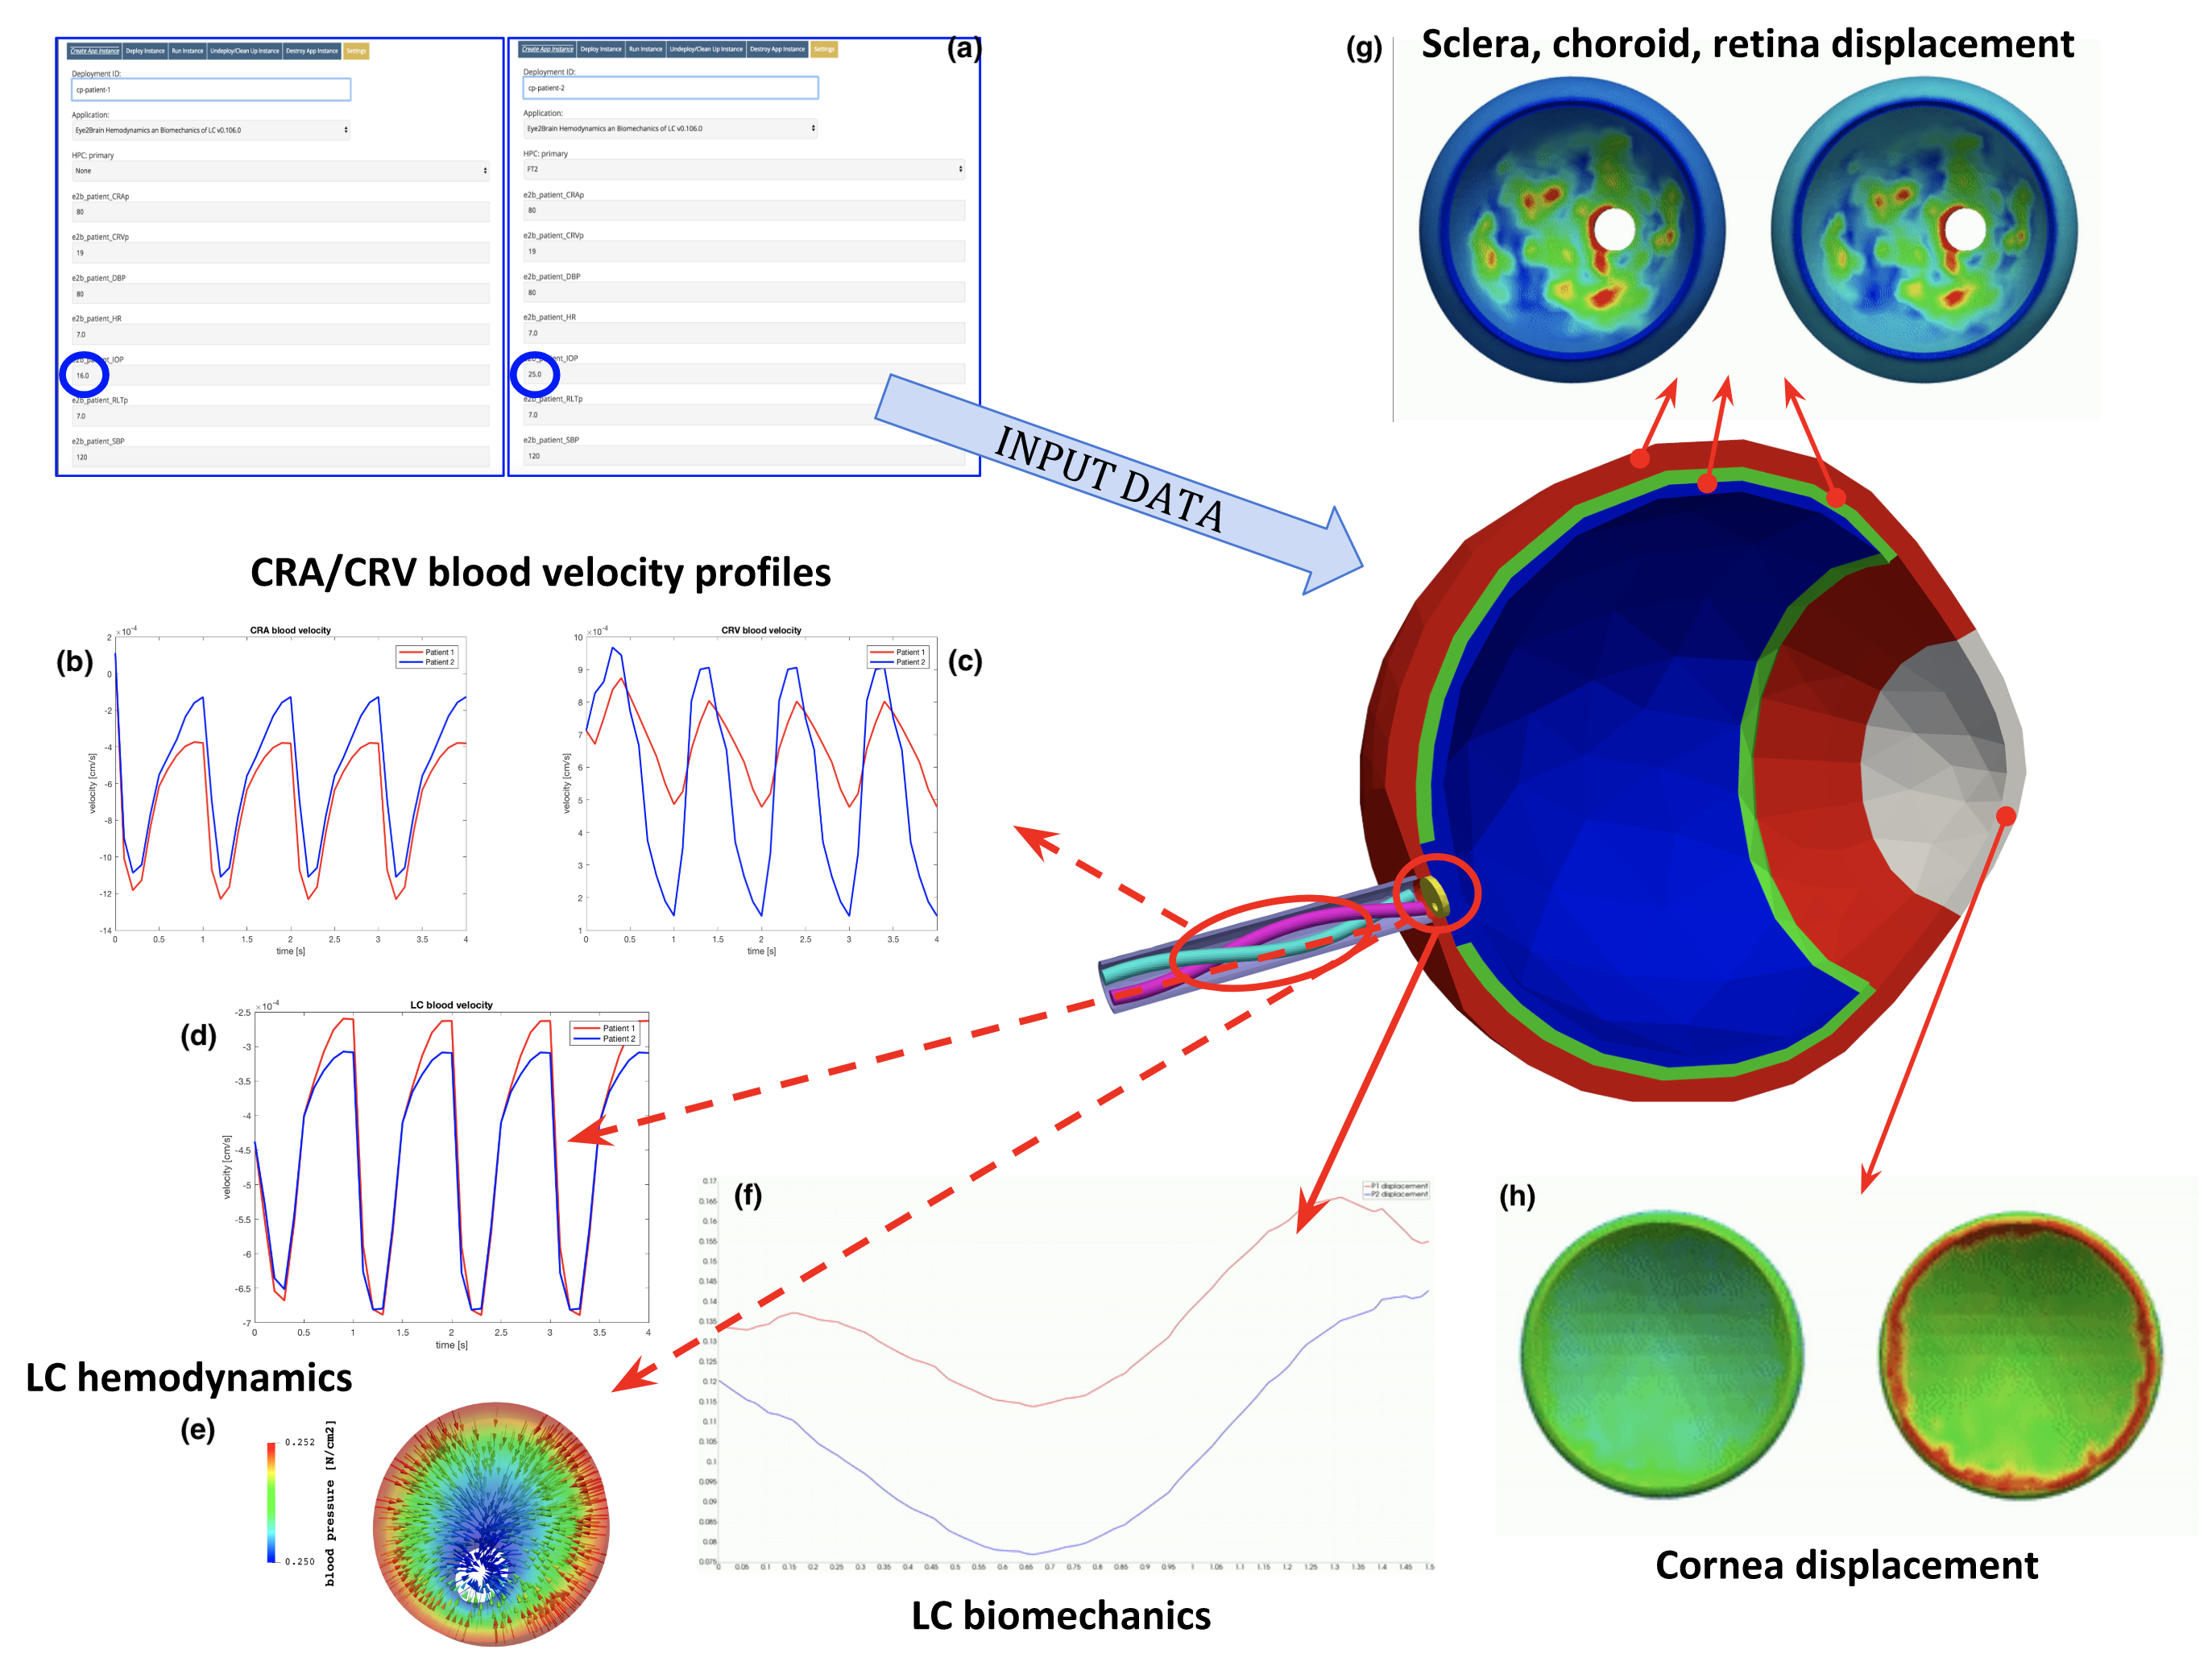 (a)
Create App Instance Deploy Instance Run Instance Undeploy/Clean Up Instance Destroy App Instance Settings
Deployment ID:
cp-patient-1
Application:
Eye2Brain Hemodynamics an Biomechanics of LC v0.106.0
HPC: primary
None
e2b_patient_CRAp
80
e2b_patient_CRVp
19
e2b_patient_DBP
80
e2b_patient_HR
7.0
e2b_patient_IOP
16.0
e2b_patient_RLTp
7.0
e2b_patient_SBP
120
Create App Instance Deploy Instance Run Instance Undeploy/Clean Up Instance Destroy App Instance Settings
Deployment ID:
cp-patient-2
Application:
Eye2Brain Hemodynamics an Biomechanics of LC v0.106.0
HPC: primary
FT2
e2b_patient_CRAp
80
e2b_patient_CRVp
19
e2b_patient_DBP
80
e2b_patient_HR
7.0
e2b_patient_IOP
25.0
e2b_patient_RLTp
7.0
e2b_patient_SBP
120
INPUT DATA
(g)
Sclera, choroid, retina displacement
CRA/CRV blood velocity profiles
(b)
CRA blood velocity
×10-4
Patient 1
Patient 2
velocity [cm/s]
2
0
-2
-4
-6
-8
-10
-12
-14
0 0.5 1 1.5 2 2.5 3 3.5 4
time [s]
(c)
CRV blood velocity
×10-4
Patient 1
Patient 2
velocity [cm/s]
10
9
8
7
6
5
4
3
2
1
0 0.5 1 1.5 2 2.5 3 3.5 4
time [s]
(d)
LC blood velocity
×10-4
Patient 1
Patient 2
velocity [cm/s]
-2.5
-3
-3.5
-4
-4.5
-5
-5.5
-6
-6.5
-7
0 0.5 1 1.5 2 2.5 3 3.5 4
time [s]
LC hemodynamics
(e)
0.252
0.250
blood pressure [N/cm2]
(f)
P1 displacement
P2 displacement
0.17
0.165
0.16
0.155
0.15
0.145
0.14
0.135
0.13
0.125
0.12
0.115
0.11
0.105
0.1
0.095
0.09
0.085
0.08
0.075
0 0.05 0.1 0.15 0.2 0.25 0.3 0.35 0.4 0.45 0.5 0.55 0.6 0.65 0.7 0.75 0.8 0.85 0.9 0.95 1 1.05 1.1 1.15 1.2 1.25 1.3 1.35 1.4 1.45 1.5
LC biomechanics
(h)
Cornea displacement